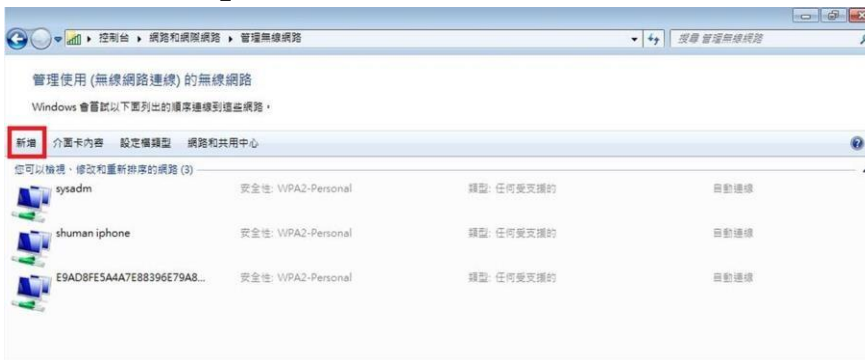 控制台 ▸ 網路和網際網路 ▸ 管理無線網路
搜尋 管理無線網路
管理使用 (無線網路連線) 的無線網路
Windows 會嘗試以下面列出的順序連線到這些網路。
新增 介面卡內容 設定檔類型 網路和共用中心
您可以檢視、修改和重新排序的網路 (3)
sysadm 安全性: WPA2-Personal 類型: 任何受支援的 自動連線
shuman iphone 安全性: WPA2-Personal 類型: 任何受支援的 自動連線
E9AD8FE5A4A7E88396E79A8... 安全性: WPA2-Personal 類型: 任何受支援的 自動連線